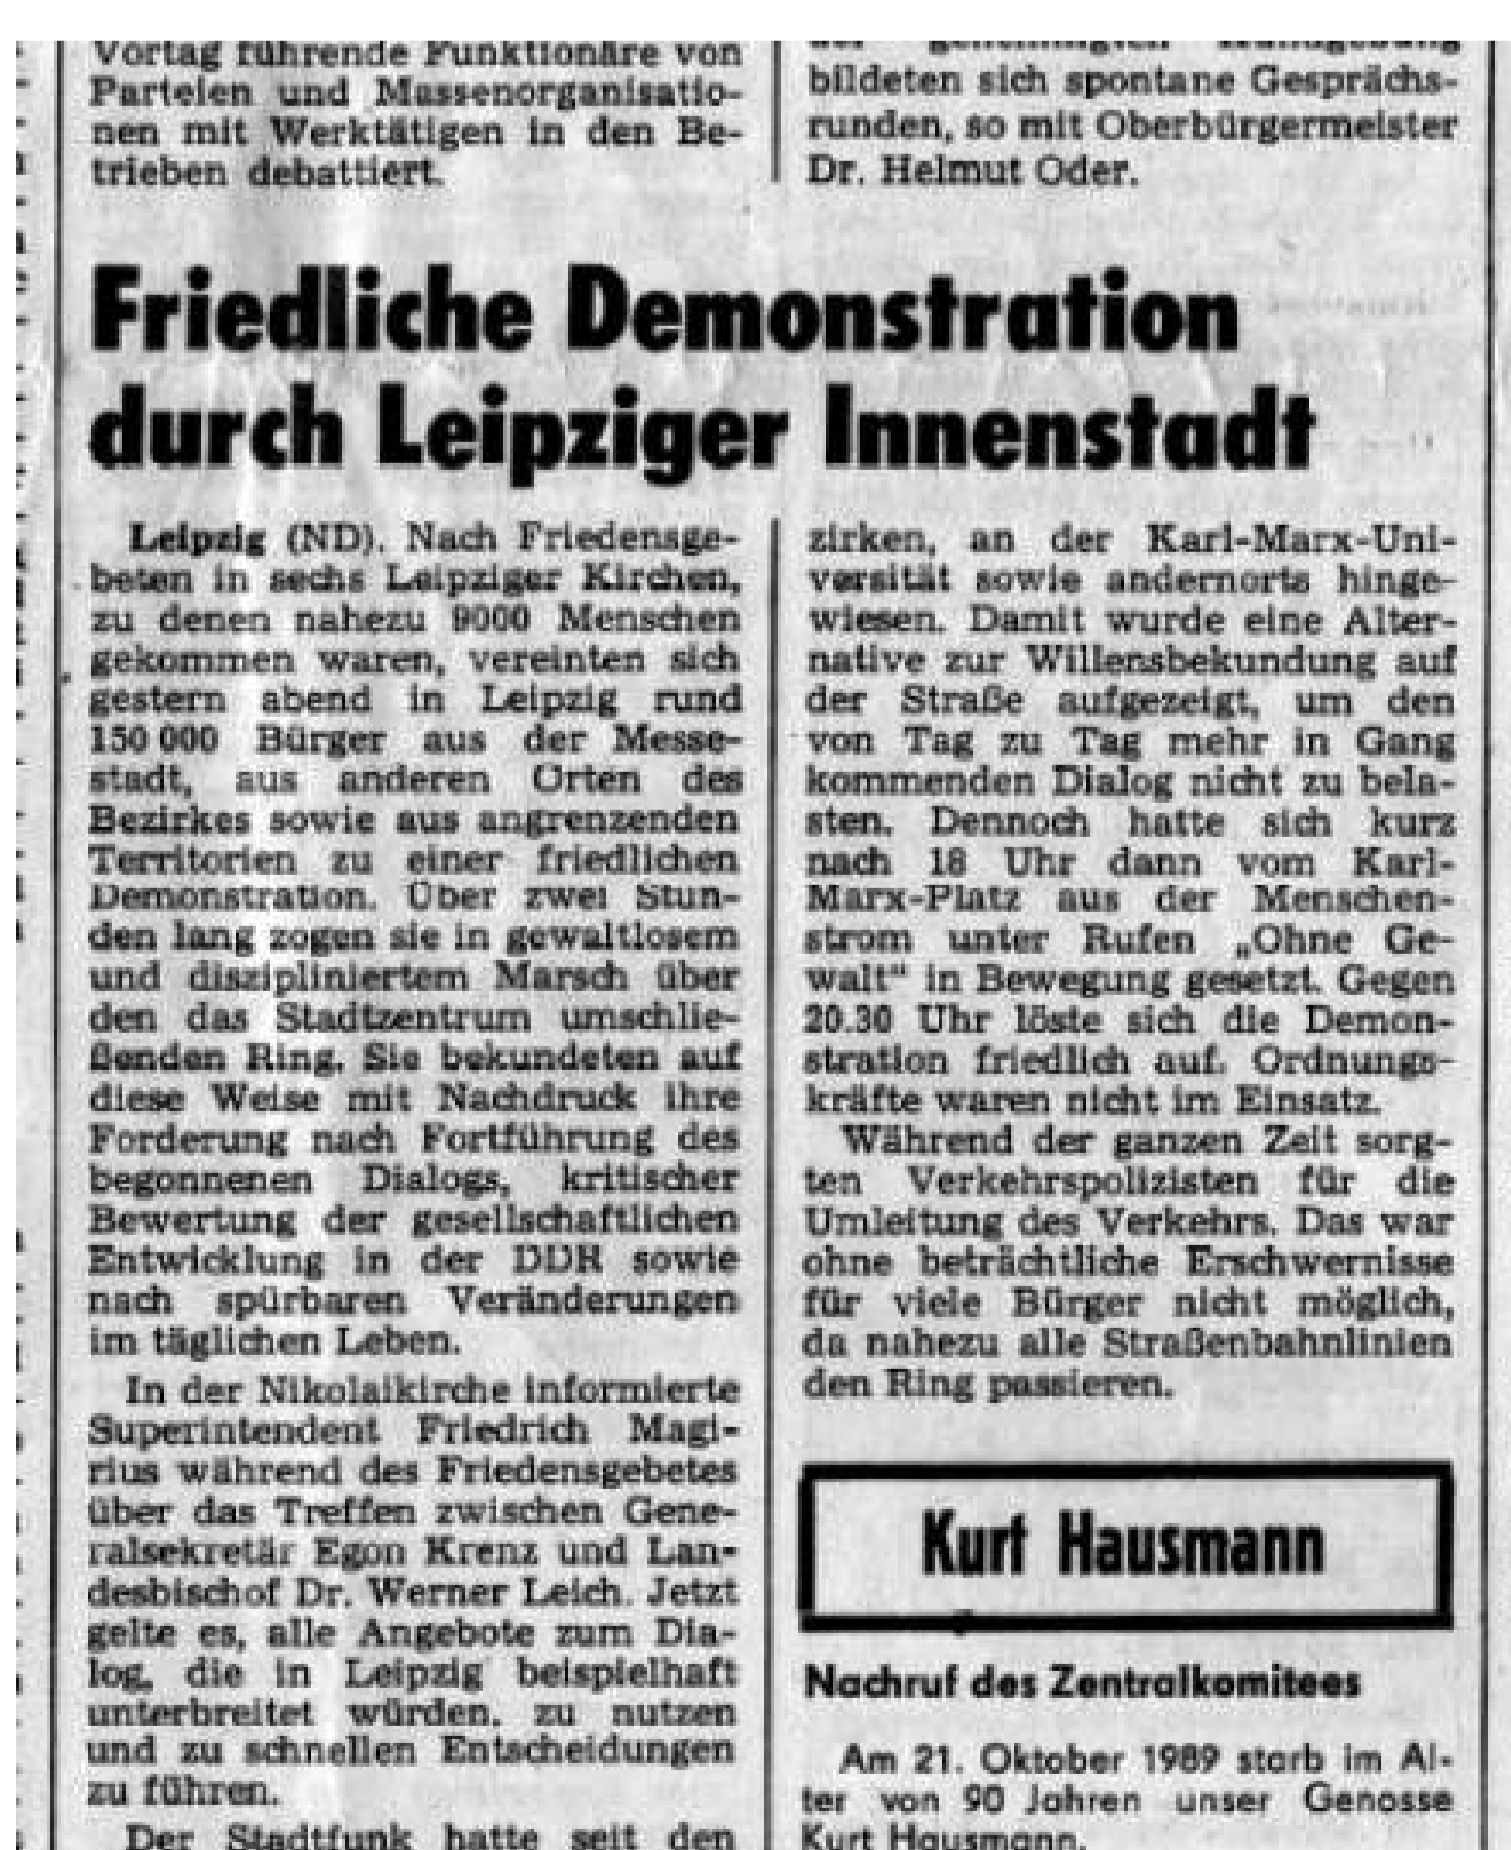 Vortag führende Funktionäre von
Parteien und Massenorganisatio-
nen mit Werktätigen in den Be-
trieben debattiert.
der genehmigten Kundgebung
bildeten sich spontane Gesprächs-
runden, so mit Oberbürgermeister
Dr. Helmut Oder.
Friedliche Demonstration
durch Leipziger Innenstadt
Leipzig (ND). Nach Friedensge-
beten in sechs Leipziger Kirchen,
zu denen nahezu 9000 Menschen
gekommen waren, vereinten sich
gestern abend in Leipzig rund
150 000 Bürger aus der Messe-
stadt, aus anderen Orten des
Bezirkes sowie aus angrenzenden
Territorien zu einer friedlichen
Demonstration. Über zwei Stun-
den lang zogen sie in gewaltlosem
und diszipliniertem Marsch über
den das Stadtzentrum umschlie-
ßenden Ring. Sie bekundeten auf
diese Weise mit Nachdruck ihre
Forderung nach Fortführung des
begonnenen Dialogs, kritischer
Bewertung der gesellschaftlichen
Entwicklung in der DDR sowie
nach spürbaren Veränderungen
im täglichen Leben.
In der Nikolaikirche informierte
Superintendent Friedrich Magi-
rius während des Friedensgebetes
über das Treffen zwischen Gene-
ralsekretär Egon Krenz und Lan-
desbischof Dr. Werner Leich. Jetzt
gelte es, alle Angebote zum Dia-
log, die in Leipzig beispielhaft
unterbreitet würden, zu nutzen
und zu schnellen Entscheidungen
zu führen.
Der Stadtfunk hatte seit den
zirken, an der Karl-Marx-Uni-
versität sowie andernorts hinge-
wiesen. Damit wurde eine Alter-
native zur Willensbekundung auf
der Straße aufgezeigt, um den
von Tag zu Tag mehr in Gang
kommenden Dialog nicht zu bela-
sten. Dennoch hatte sich kurz
nach 18 Uhr dann vom Karl-
Marx-Platz aus der Menschen-
strom unter Rufen „Ohne Ge-
walt“ in Bewegung gesetzt. Gegen
20.30 Uhr löste sich die Demon-
stration friedlich auf. Ordnungs-
kräfte waren nicht im Einsatz.
Während der ganzen Zeit sorg-
ten Verkehrspolizisten für die
Umleitung des Verkehrs. Das war
ohne beträchtliche Erschwernisse
für viele Bürger nicht möglich,
da nahezu alle Straßenbahnlinien
den Ring passieren.
Kurt Hausmann
Nachruf des Zentralkomitees
Am 21. Oktober 1989 starb im Al-
ter von 90 Jahren unser Genosse
Kurt Hausmann.